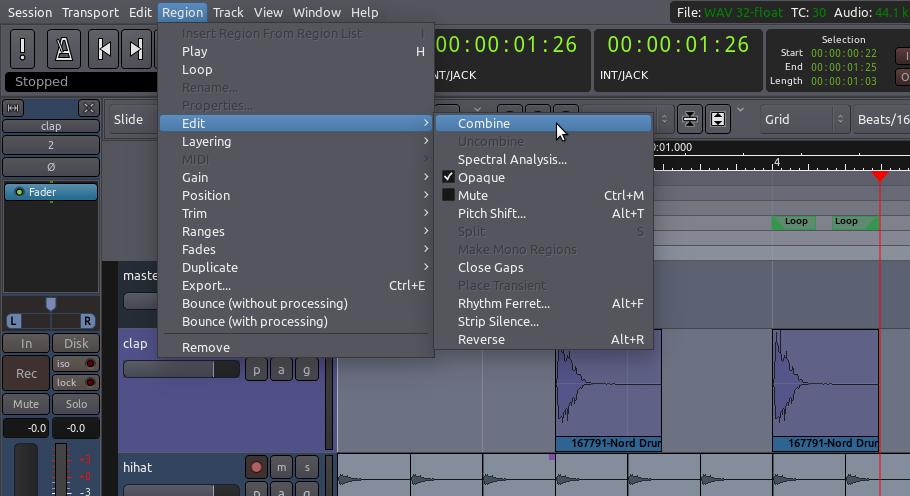 Session Transport Edit Region Track View Window Help
File: WAV 32-float TC: 30 Audio: 44.1 k
Insert Region From Region List I
Play H
Loop
Rename...
Properties...
Edit
Layering
MIDI
Gain
Position
Trim
Ranges
Fades
Duplicate
Export... Ctrl+E
Bounce (without processing)
Bounce (with processing)
Remove
Combine
Uncombine
Spectral Analysis...
Opaque
Mute Ctrl+M
Pitch Shift... Alt+T
Split S
Make Mono Regions
Close Gaps
Place Transient
Rhythm Ferret... Alt+F
Strip Silence...
Reverse Alt+R
Stopped
00:00:01:26
INT/JACK
00:00:01:26
INT/JACK
Selection
Start 00:00:00:22
End 00:00:01:25
Length 00:00:01:03
Slide
Grid
Beats/16
clap
2
Ø
Fader
L R
In Disk
Rec
iso
lock
Mute Solo
-0.0 -0.0
+3
+0
-3
:01.000
4
Loop Loop
maste
clap
p a g
167791-Nord Drur
167791-Nord Drur
hihat
m s
p a g